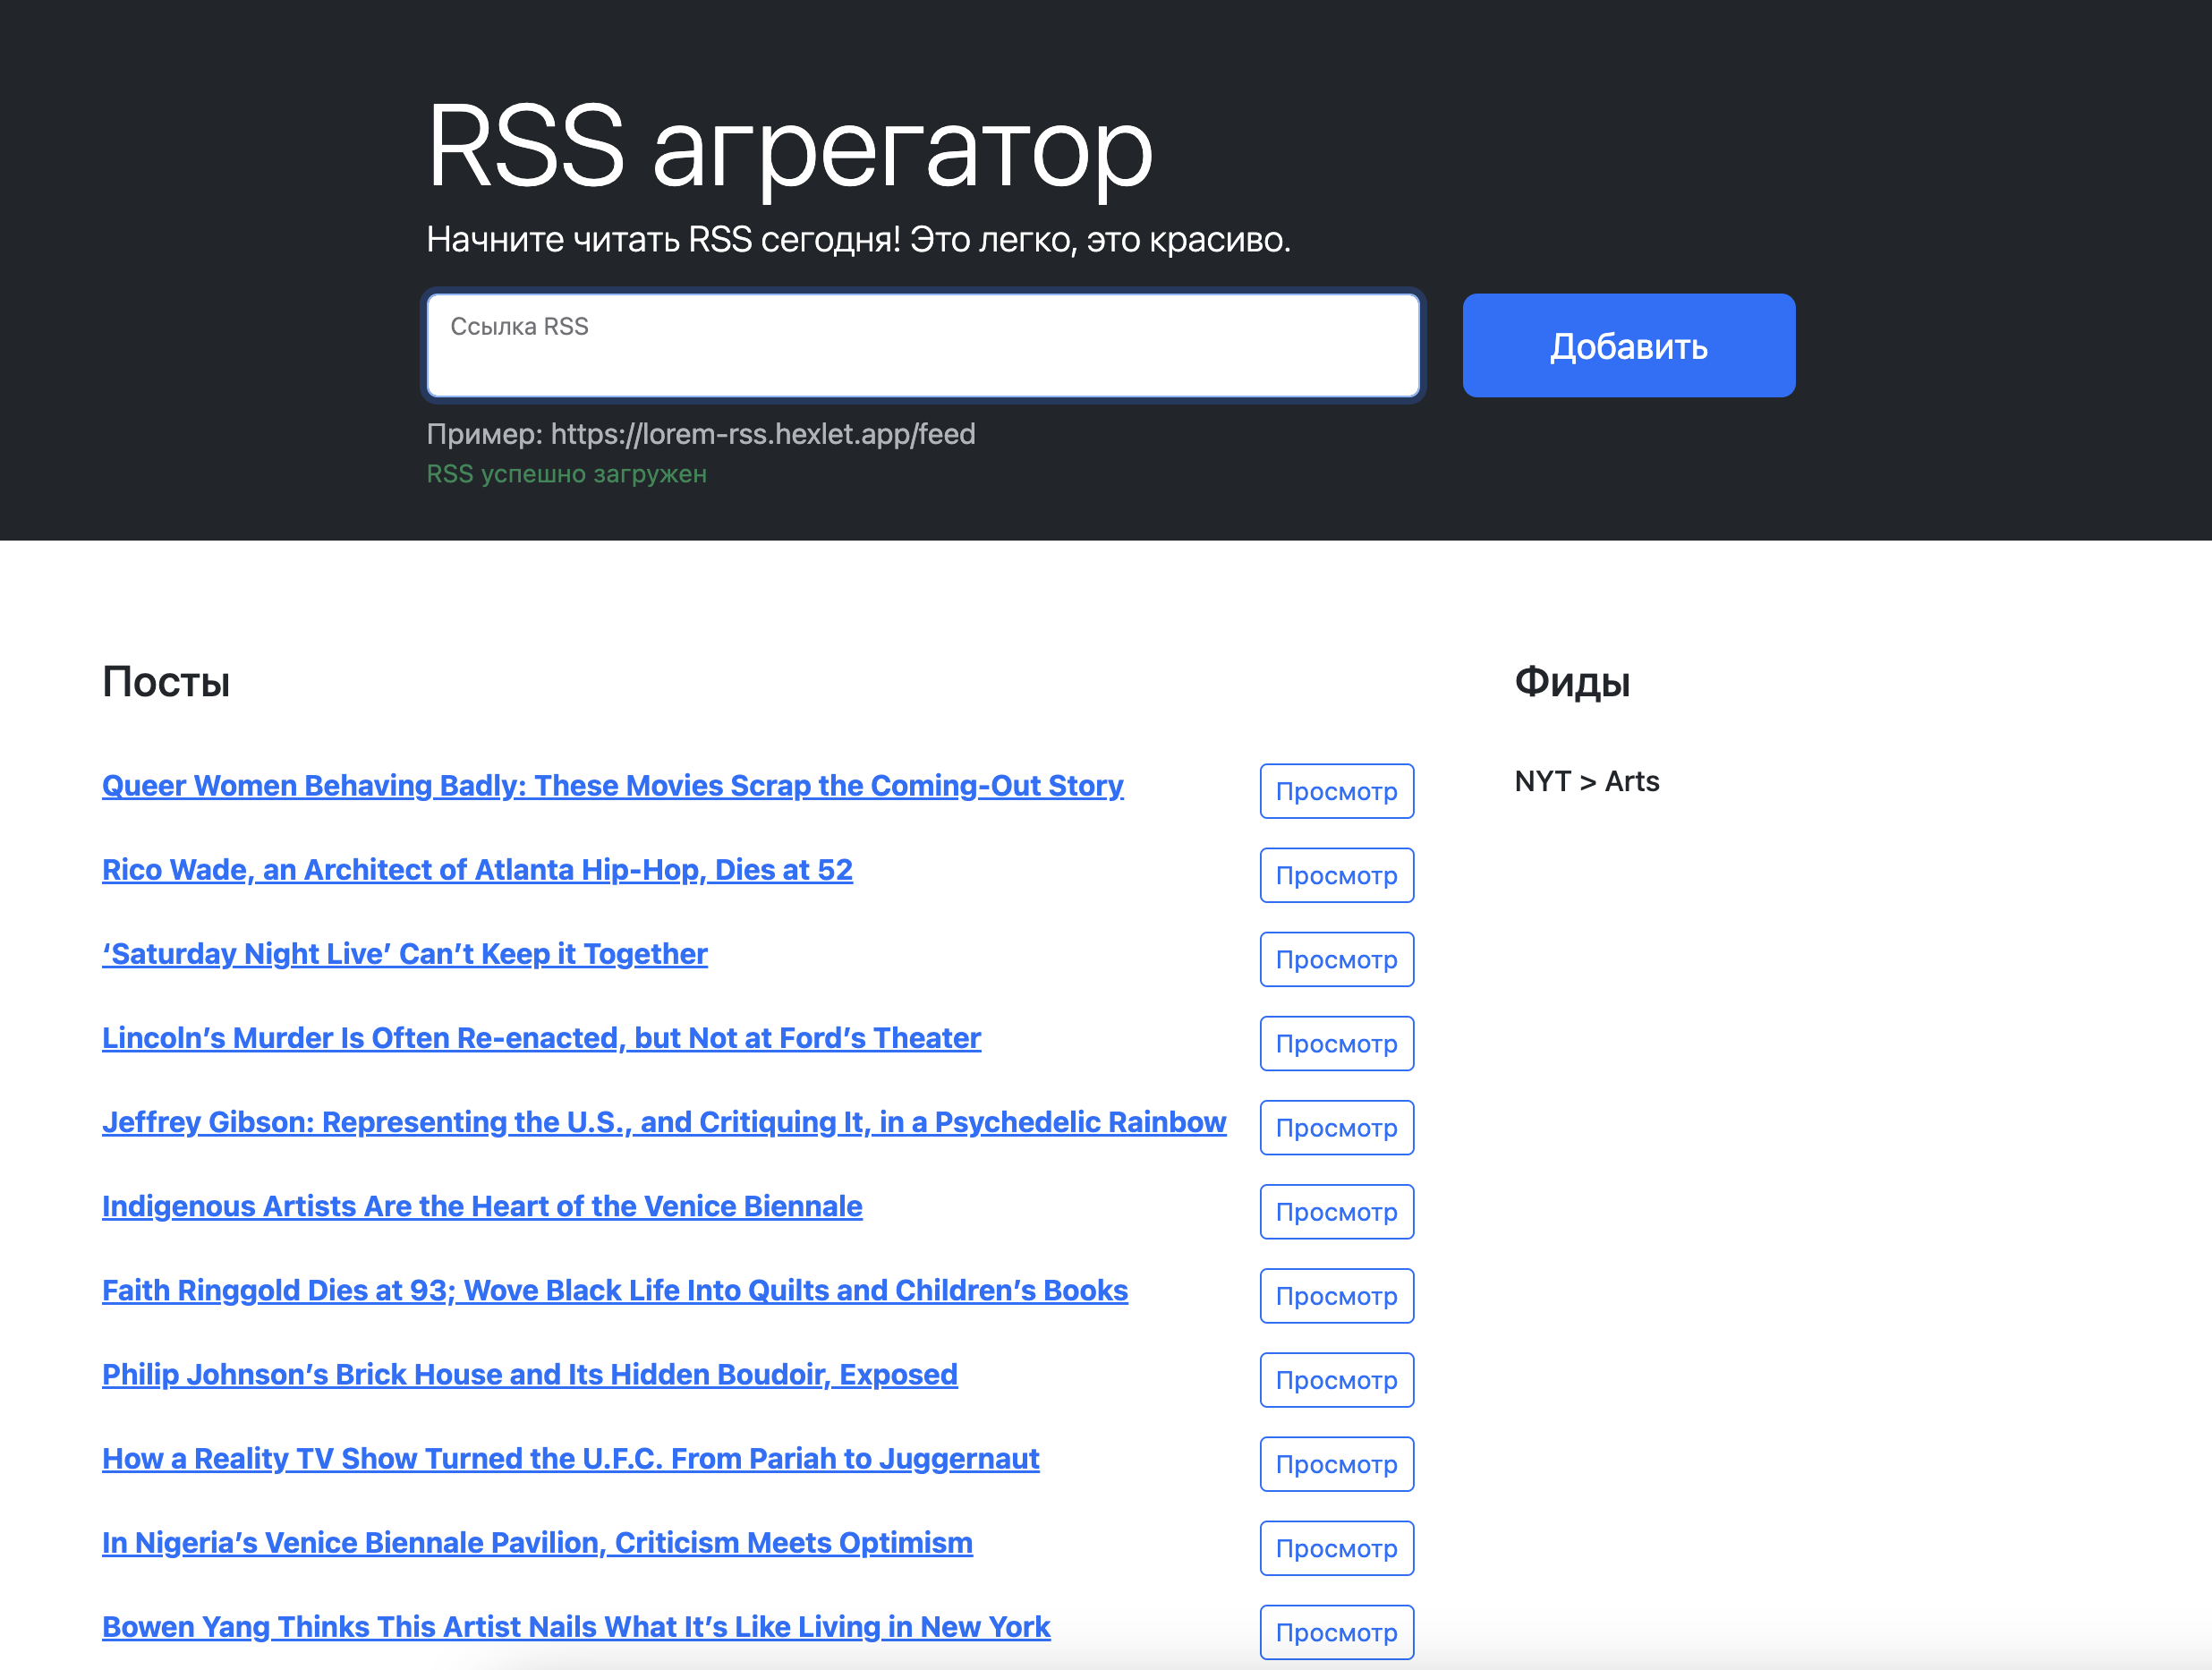 RSS агрегатор
Начните читать RSS сегодня! Это легко, это красиво.
Ссылка RSS
Добавить
Пример: https://lorem-rss.hexlet.app/feed
RSS успешно загружен
Посты
Queer Women Behaving Badly: These Movies Scrap the Coming-Out Story
Просмотр
Rico Wade, an Architect of Atlanta Hip-Hop, Dies at 52
Просмотр
‘Saturday Night Live’ Can’t Keep it Together
Просмотр
Lincoln’s Murder Is Often Re-enacted, but Not at Ford’s Theater
Просмотр
Jeffrey Gibson: Representing the U.S., and Critiquing It, in a Psychedelic Rainbow
Просмотр
Indigenous Artists Are the Heart of the Venice Biennale
Просмотр
Faith Ringgold Dies at 93; Wove Black Life Into Quilts and Children’s Books
Просмотр
Philip Johnson’s Brick House and Its Hidden Boudoir, Exposed
Просмотр
How a Reality TV Show Turned the U.F.C. From Pariah to Juggernaut
Просмотр
In Nigeria’s Venice Biennale Pavilion, Criticism Meets Optimism
Просмотр
Bowen Yang Thinks This Artist Nails What It’s Like Living in New York
Просмотр
Фиды
NYT > Arts